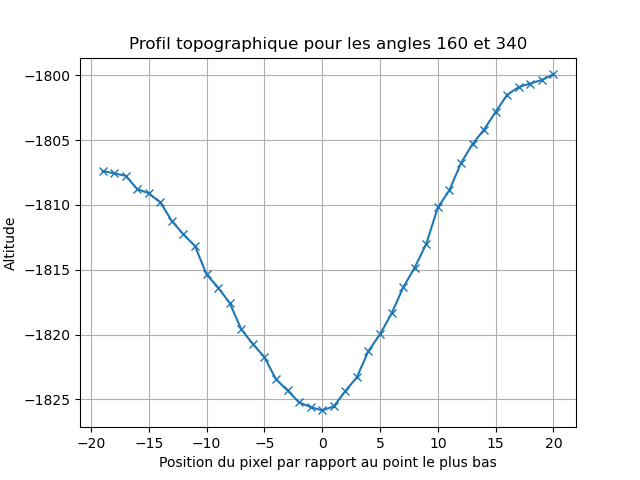 Profil topographique pour les angles 160 et 340
−1800
−1805
−1810
−1815
−1820
−1825
Altitude
−20 −15 −10 −5 0 5 10 15 20
Position du pixel par rapport au point le plus bas